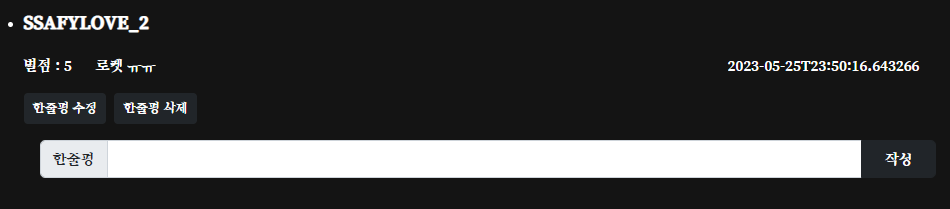 SSAFYLOVE_2
별점 : 5 로켓 ㅠㅠ 2023-05-25T23:50:16.643266
한줄평 수정 한줄평 삭제
한줄평 작성